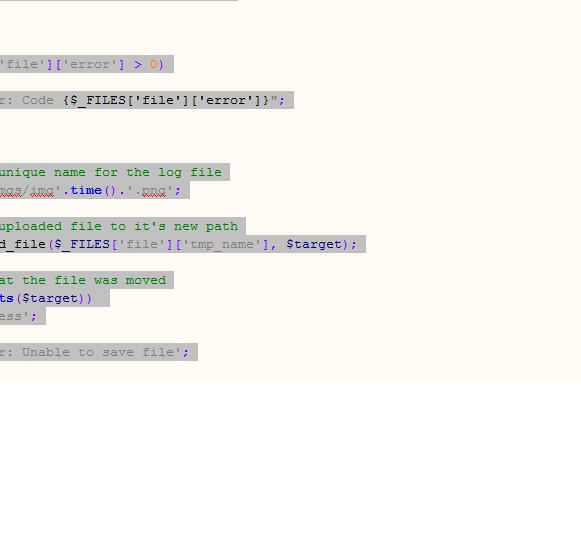 'file']['error'] > 0)
r: Code {$_FILES['file']['error']}";
unique name for the log file
mgs/img'.time().'.png';
uploaded file to it's new path
d_file($_FILES['file']['tmp_name'], $target);
at the file was moved
ts($target))
ess';
r: Unable to save file';